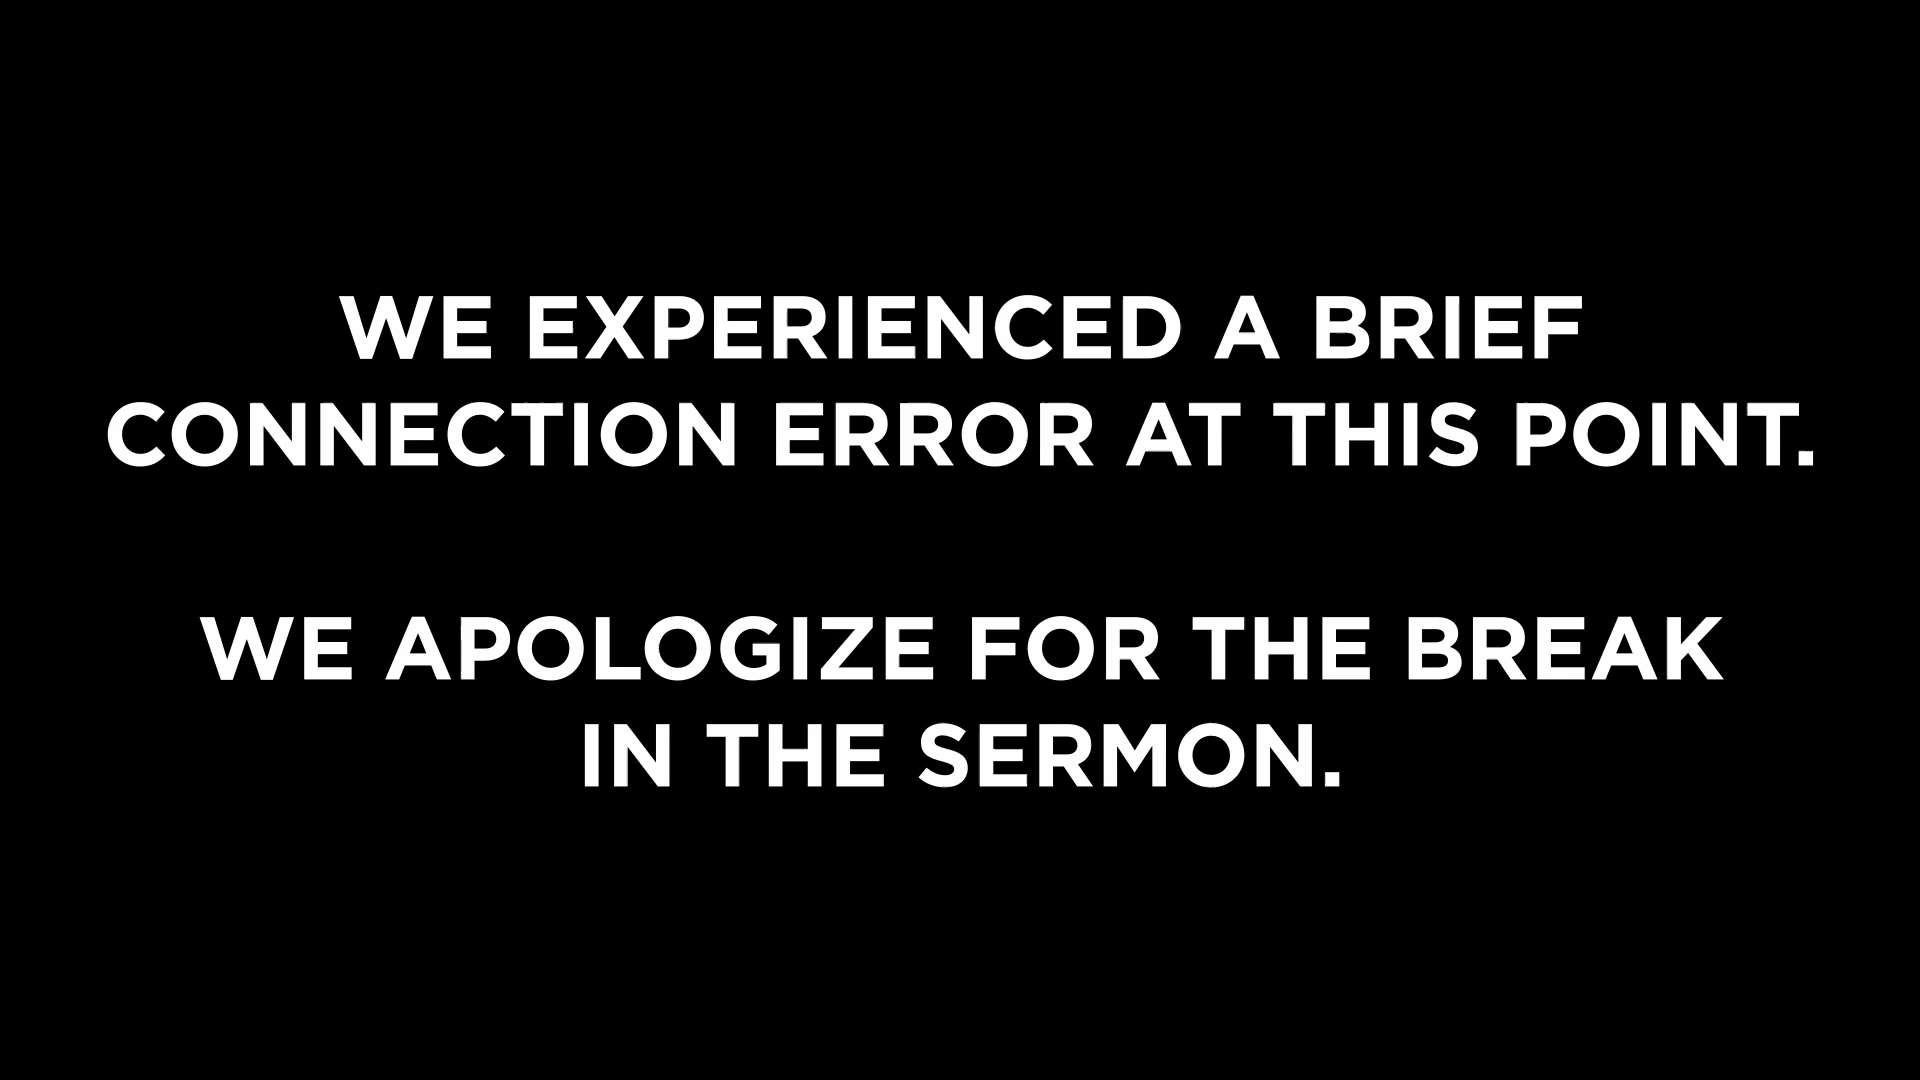 WE EXPERIENCED A BRIEF
CONNECTION ERROR AT THIS POINT.
WE APOLOGIZE FOR THE BREAK
IN THE SERMON.